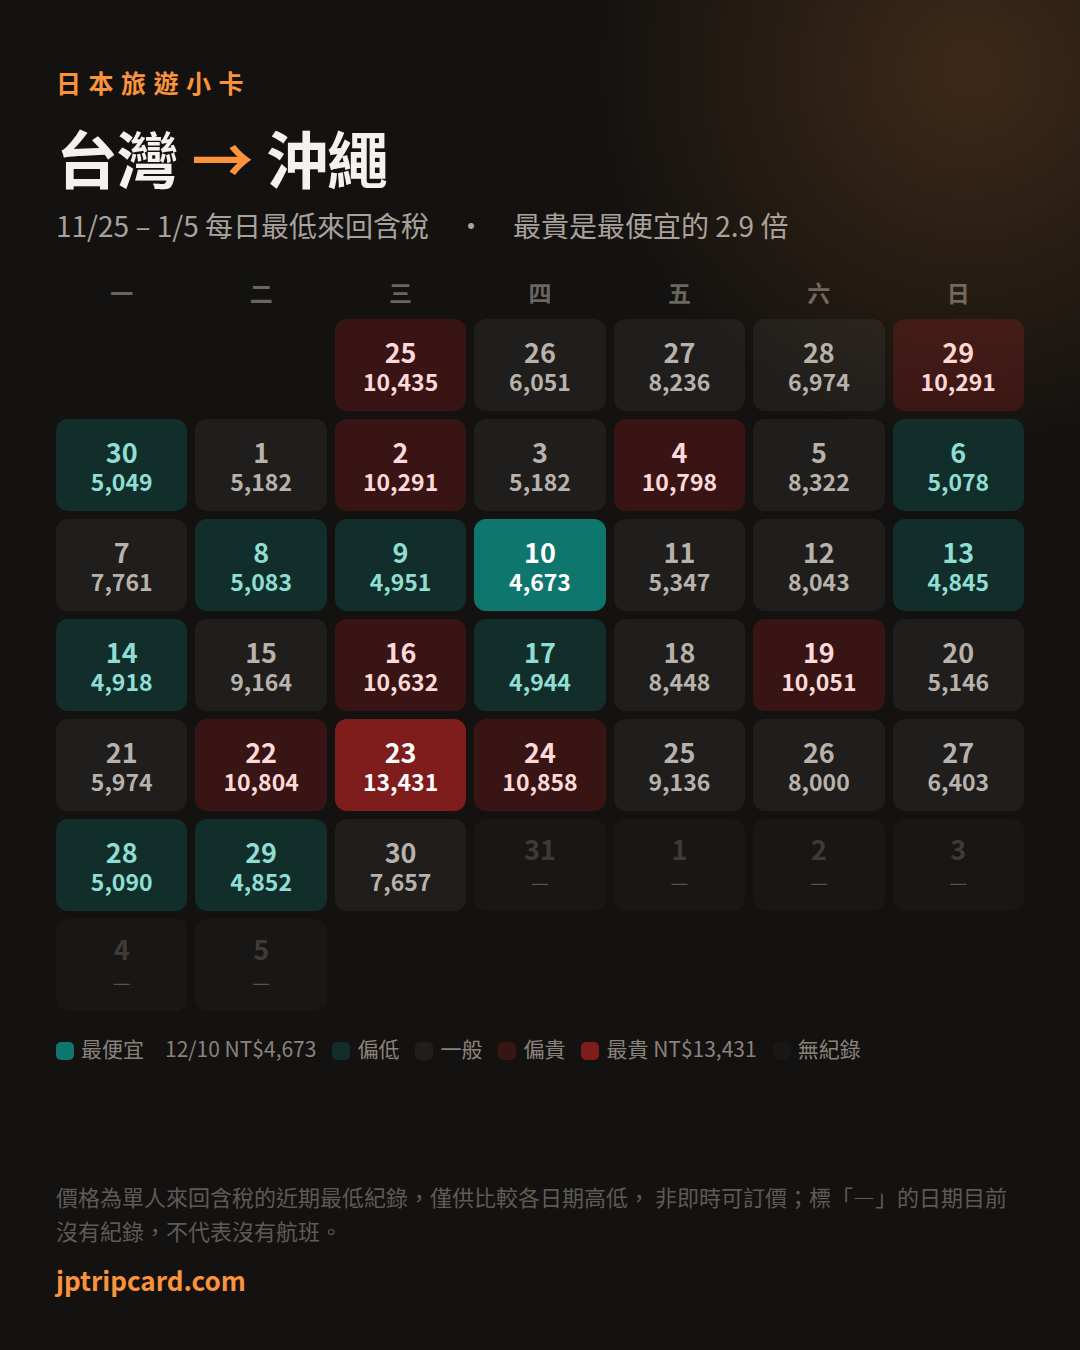 日本旅遊小卡
台灣 → 沖繩
11/25 – 1/5 每日最低來回含稅 ・ 最貴是最便宜的 2.9 倍
一 二 三 四 五 六 日
25 26 27 28 29
10,435 6,051 8,236 6,974 10,291
30 1 2 3 4 5 6
5,049 5,182 10,291 5,182 10,798 8,322 5,078
7 8 9 10 11 12 13
7,761 5,083 4,951 4,673 5,347 8,043 4,845
14 15 16 17 18 19 20
4,918 9,164 10,632 4,944 8,448 10,051 5,146
21 22 23 24 25 26 27
5,974 10,804 13,431 10,858 9,136 8,000 6,403
28 29 30 31 1 2 3
5,090 4,852 7,657 — — — —
4 5
— —
最便宜 12/10 NT$4,673 偏低 一般 偏貴 最貴 NT$13,431 無紀錄
價格為單人來回含稅的近期最低紀錄，僅供比較各日期高低， 非即時可訂價；標「—」的日期目前
沒有紀錄，不代表沒有航班。
jptripcard.com